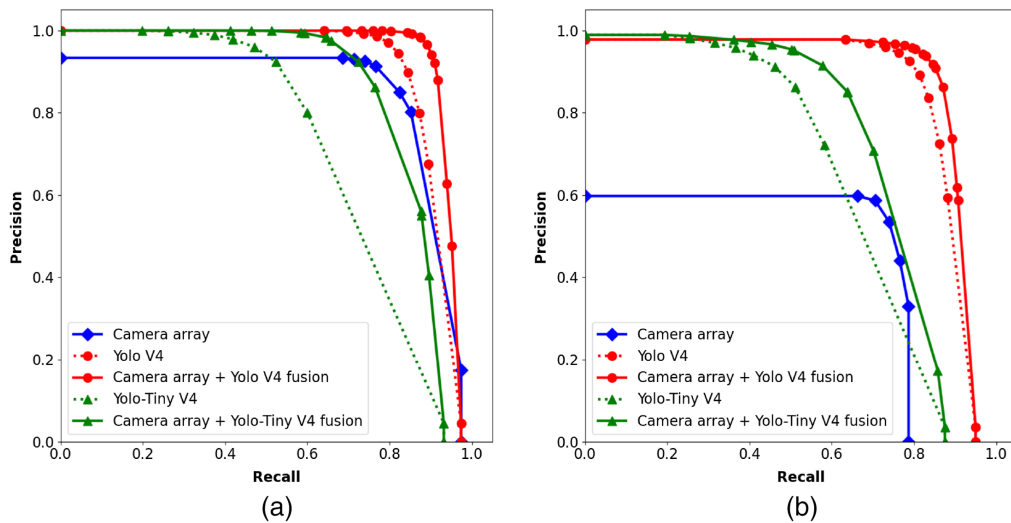 1.0
0.8
0.6
0.4
0.2
0.0
Precision
Camera array
Yolo V4
Camera array + Yolo V4 fusion
Yolo-Tiny V4
Camera array + Yolo-Tiny V4 fusion
0.0 0.2 0.4 0.6 0.8 1.0
Recall
(a)
1.0
0.8
0.6
0.4
0.2
0.0
Precision
Camera array
Yolo V4
Camera array + Yolo V4 fusion
Yolo-Tiny V4
Camera array + Yolo-Tiny V4 fusion
0.0 0.2 0.4 0.6 0.8 1.0
Recall
(b)